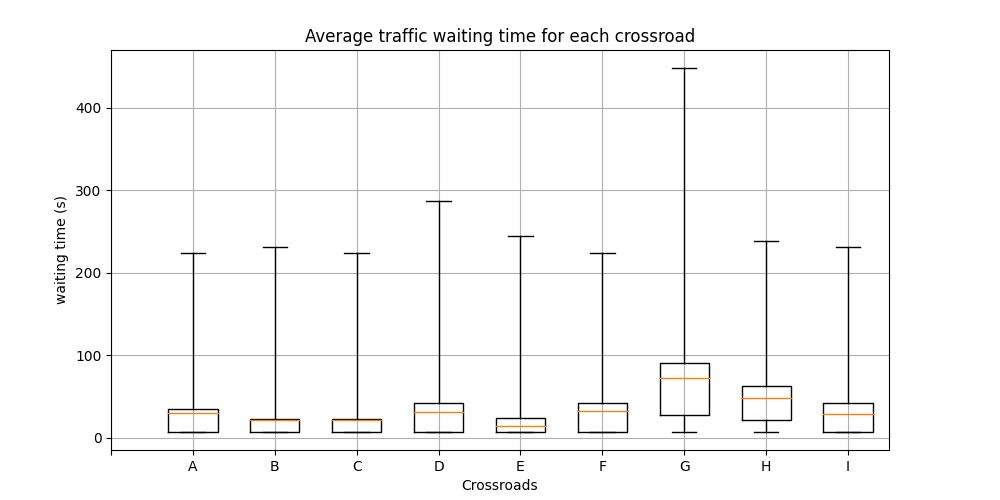 Average traffic waiting time for each crossroad
400
300
200
100
0
waiting time (s)
A B C D E F G H I
Crossroads